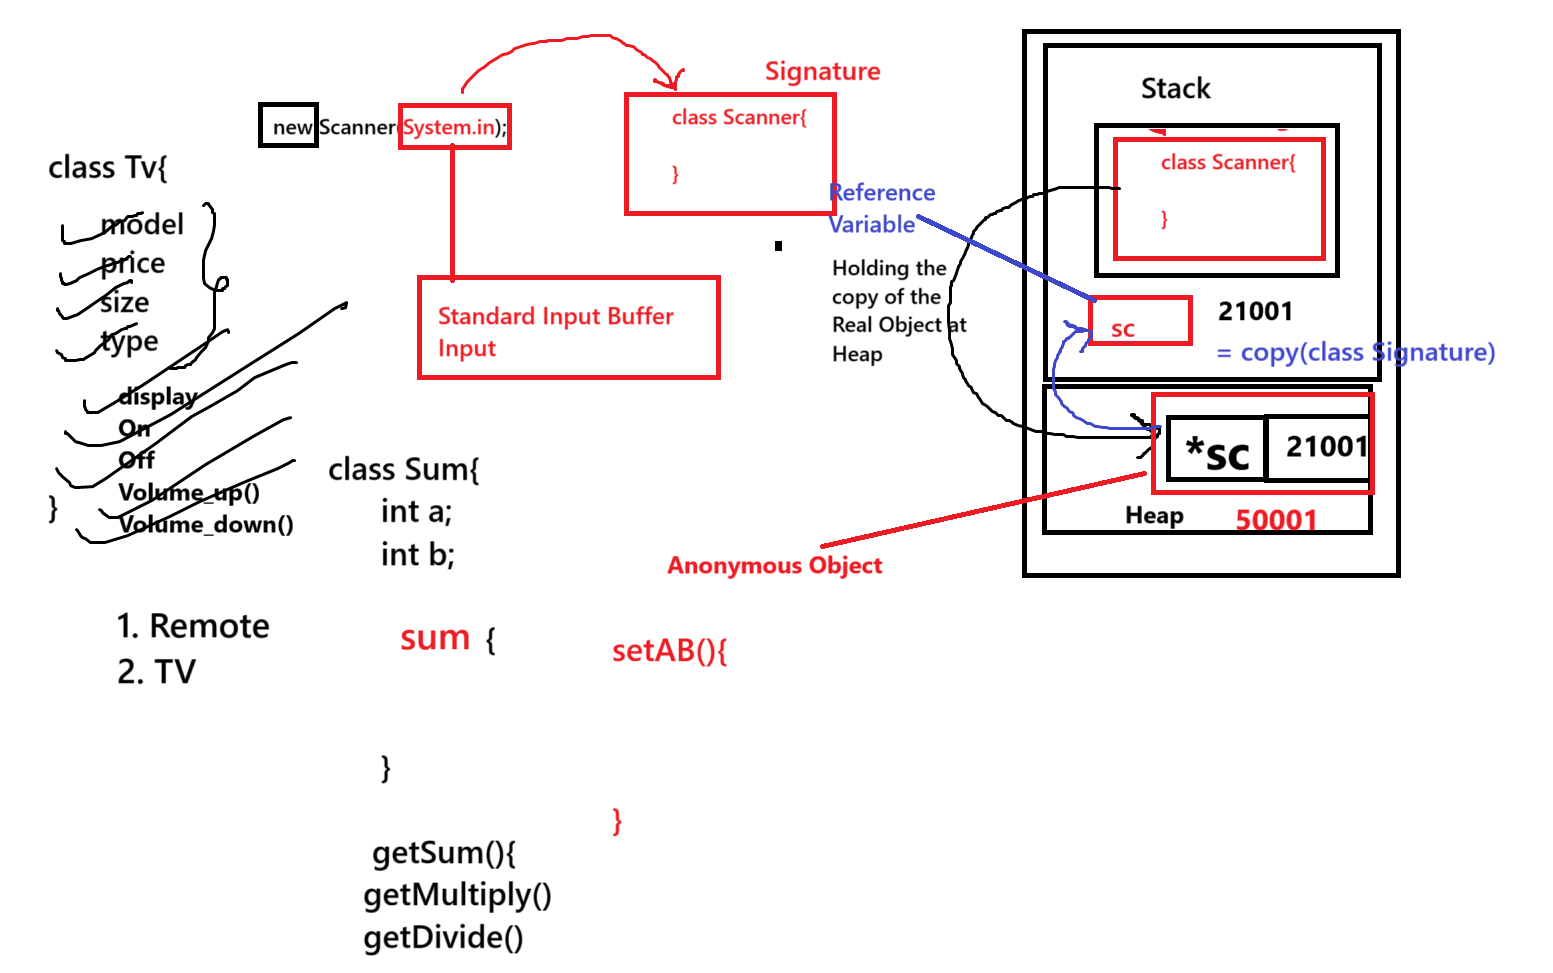 new Scanner(System.in);
class Tv{
model
price
size
type
display
On
Off
Volume_up()
Volume_down()
}
1. Remote
2. TV
Standard Input Buffer
Input
Signature
class Scanner{
}
Reference
Variable
Holding the
copy of the
Real Object at
Heap
Stack
class Scanner{
}
sc
21001
= copy(class Signature)
*sc
21001
Heap
50001
Anonymous Object
class Sum{
int a;
int b;
sum {
}
setAB(){
}
getSum(){
getMultiply()
getDivide()